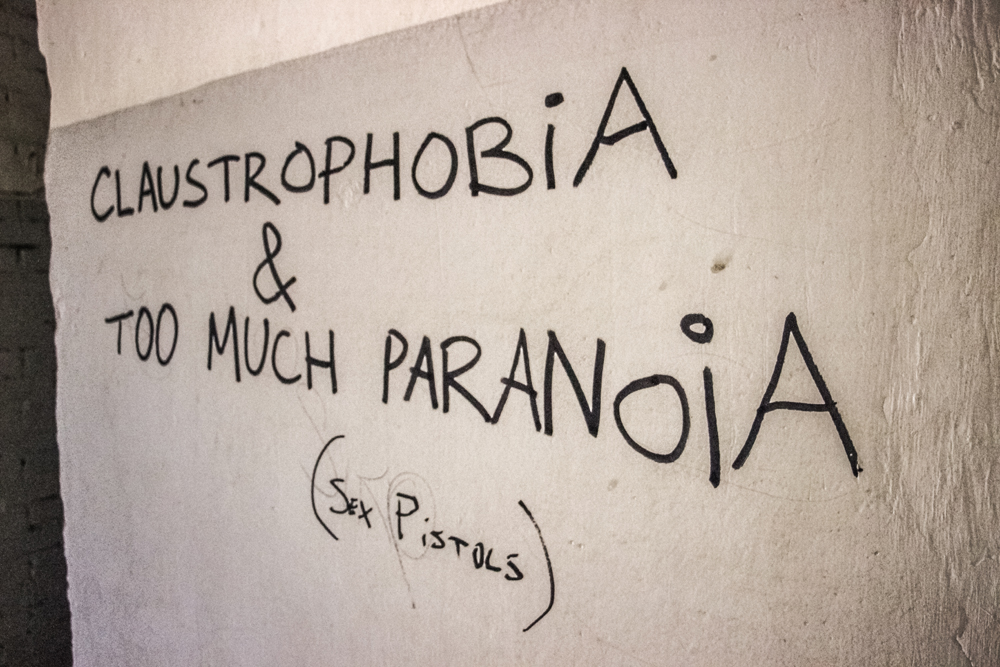 CLAUSTROPHOBiA
&
TOO MUCH PARANOiA
(SEX PiSTOLS)